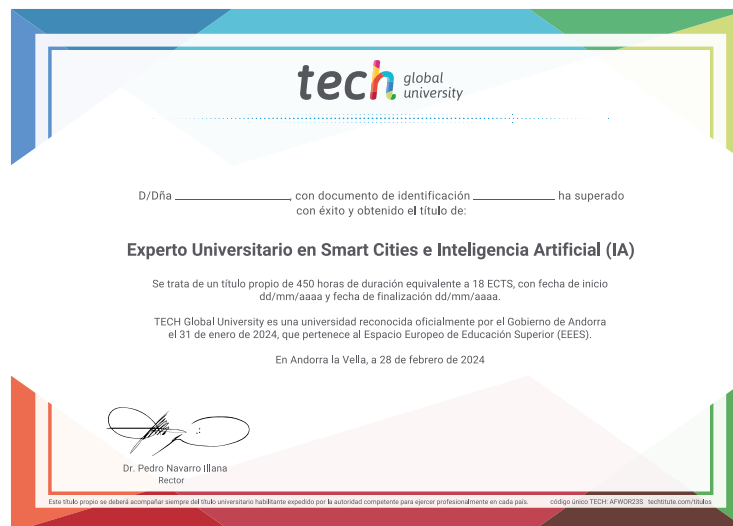 tech global university
D/Dña ______________, con documento de identificación ______________ ha superado
con éxito y obtenido el título de:
Experto Universitario en Smart Cities e Inteligencia Artificial (IA)
Se trata de un título propio de 450 horas de duración equivalente a 18 ECTS, con fecha de inicio
dd/mm/aaaa y fecha de finalización dd/mm/aaaa.
TECH Global University es una universidad reconocida oficialmente por el Gobierno de Andorra
el 31 de enero de 2024, que pertenece al Espacio Europeo de Educación Superior (EEES).
En Andorra la Vella, a 28 de febrero de 2024
Dr. Pedro Navarro Illana
Rector
Este título propio se deberá acompañar siempre del título universitario habilitante expedido por la autoridad competente para ejercer profesionalmente en cada país. código único TECH: AFWOR23S techtitute.com/titulos